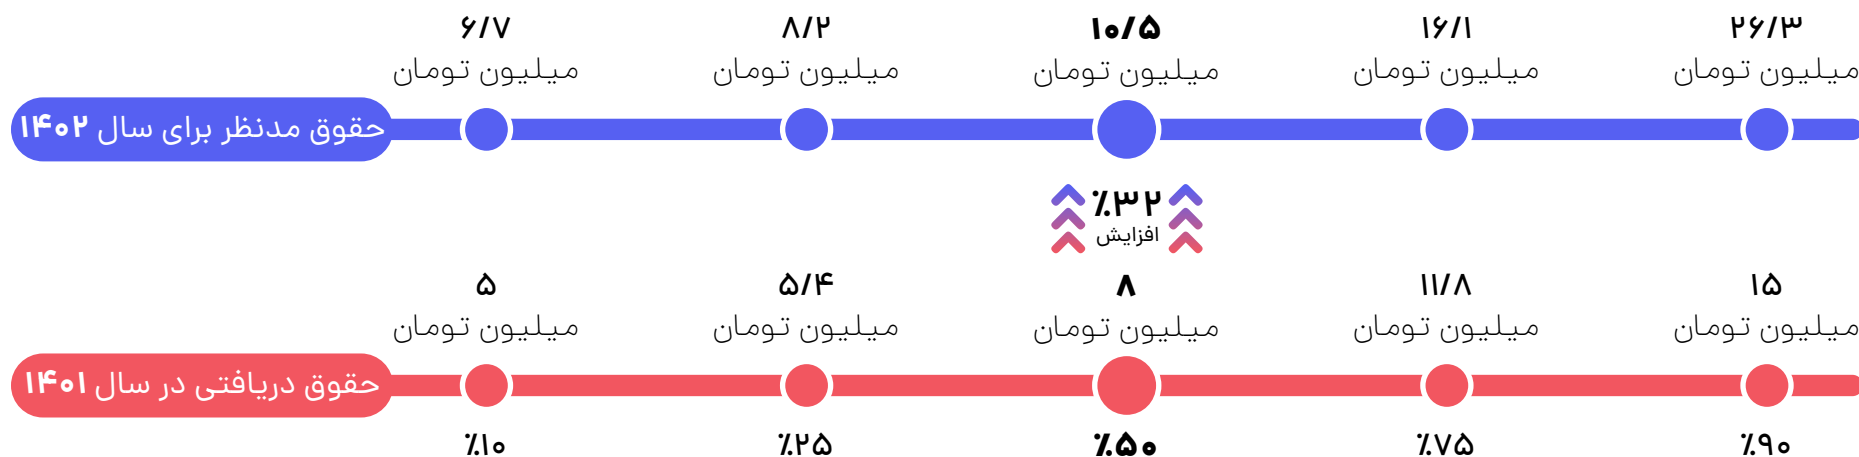 ۶/۷
میلیون تومان
۸/۲
میلیون تومان
۱۰/۵
میلیون تومان
۱۶/۱
میلیون تومان
۲۶/۳
میلیون تومان
حقوق مدنظر برای سال ۱۴۰۲
٪۳۲
افزایش
۵
میلیون تومان
۵/۴
میلیون تومان
۸
میلیون تومان
۱۱/۸
میلیون تومان
۱۵
میلیون تومان
حقوق دریافتی در سال ۱۴۰۱
٪۱۰
٪۲۵
٪۵۰
٪۷۵
٪۹۰